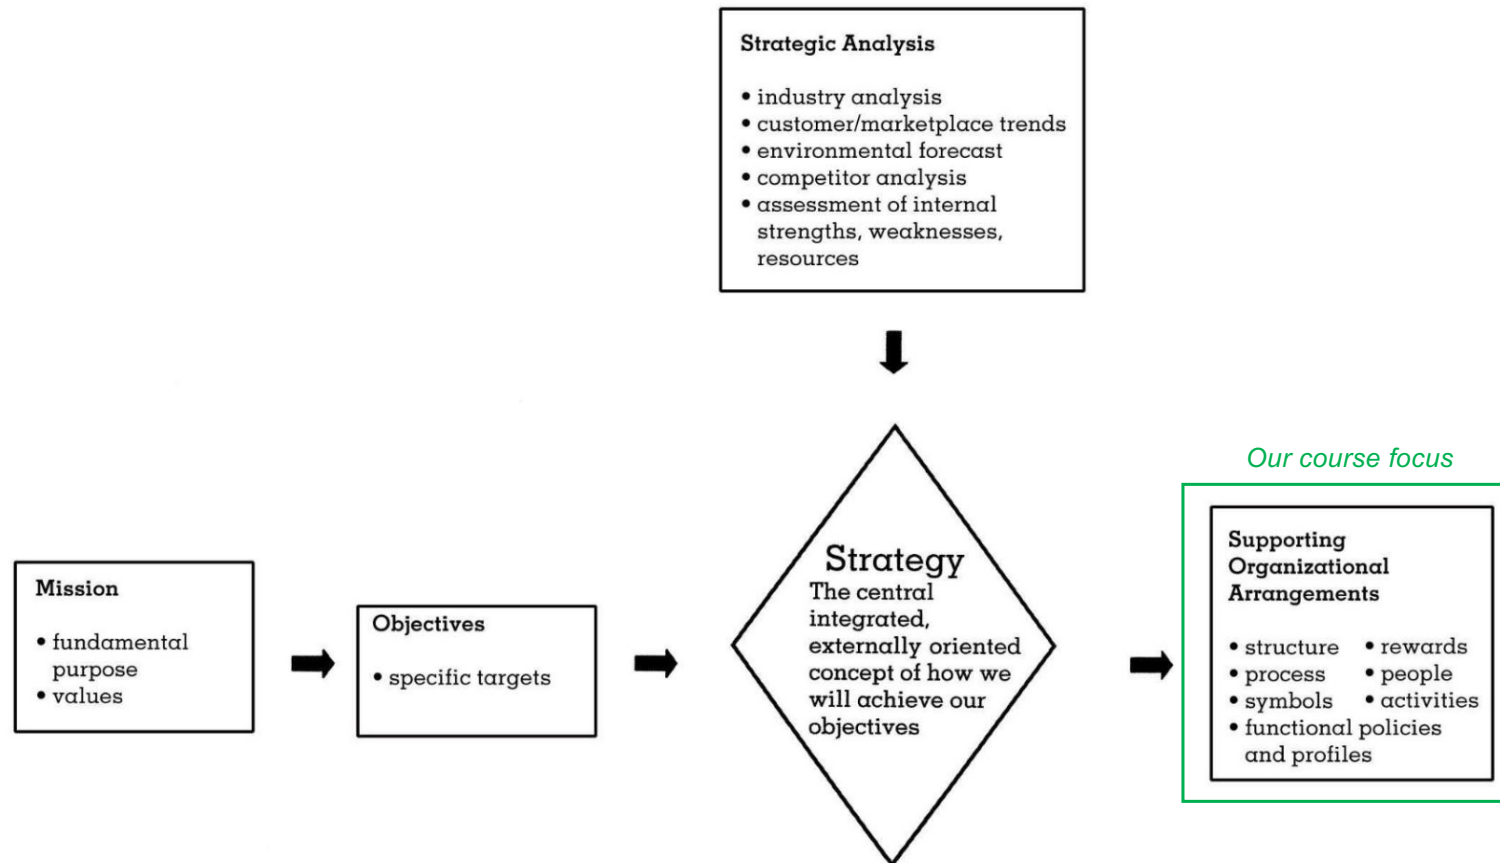 Strategic Analysis
• industry analysis
• customer/marketplace trends
• environmental forecast
• competitor analysis
• assessment of internal
strengths, weaknesses,
resources
Mission
• fundamental
purpose
• values
Objectives
• specific targets
Strategy
The central
integrated,
externally oriented
concept of how we
will achieve our
objectives
Our course focus
Supporting
Organizational
Arrangements
• structure • rewards
• process • people
• symbols • activities
• functional policies
and profiles